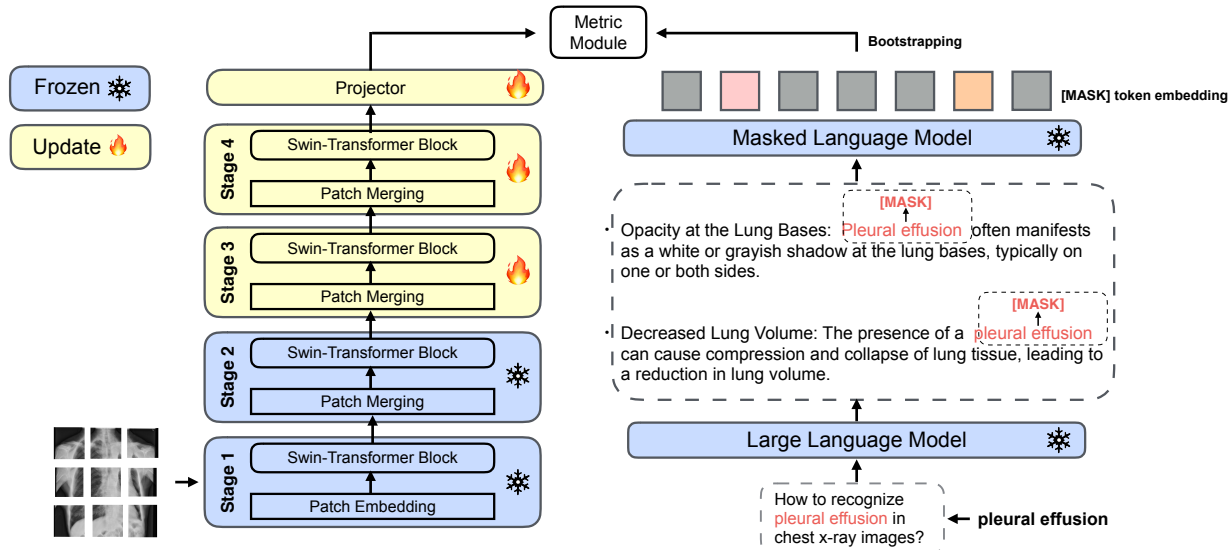 Metric
Module
Bootstrapping
Frozen
Update
Projector
[MASK] token embedding
Stage 4
Swin-Transformer Block
Patch Merging
Stage 3
Swin-Transformer Block
Patch Merging
Stage 2
Swin-Transformer Block
Patch Merging
Stage 1
Swin-Transformer Block
Patch Embedding
Masked Language Model
[MASK]
• Opacity at the Lung Bases: Pleural effusion often manifests
as a white or grayish shadow at the lung bases, typically on
one or both sides.
[MASK]
• Decreased Lung Volume: The presence of a pleural effusion
can cause compression and collapse of lung tissue, leading to
a reduction in lung volume.
Large Language Model
How to recognize
pleural effusion in
chest x-ray images?
pleural effusion